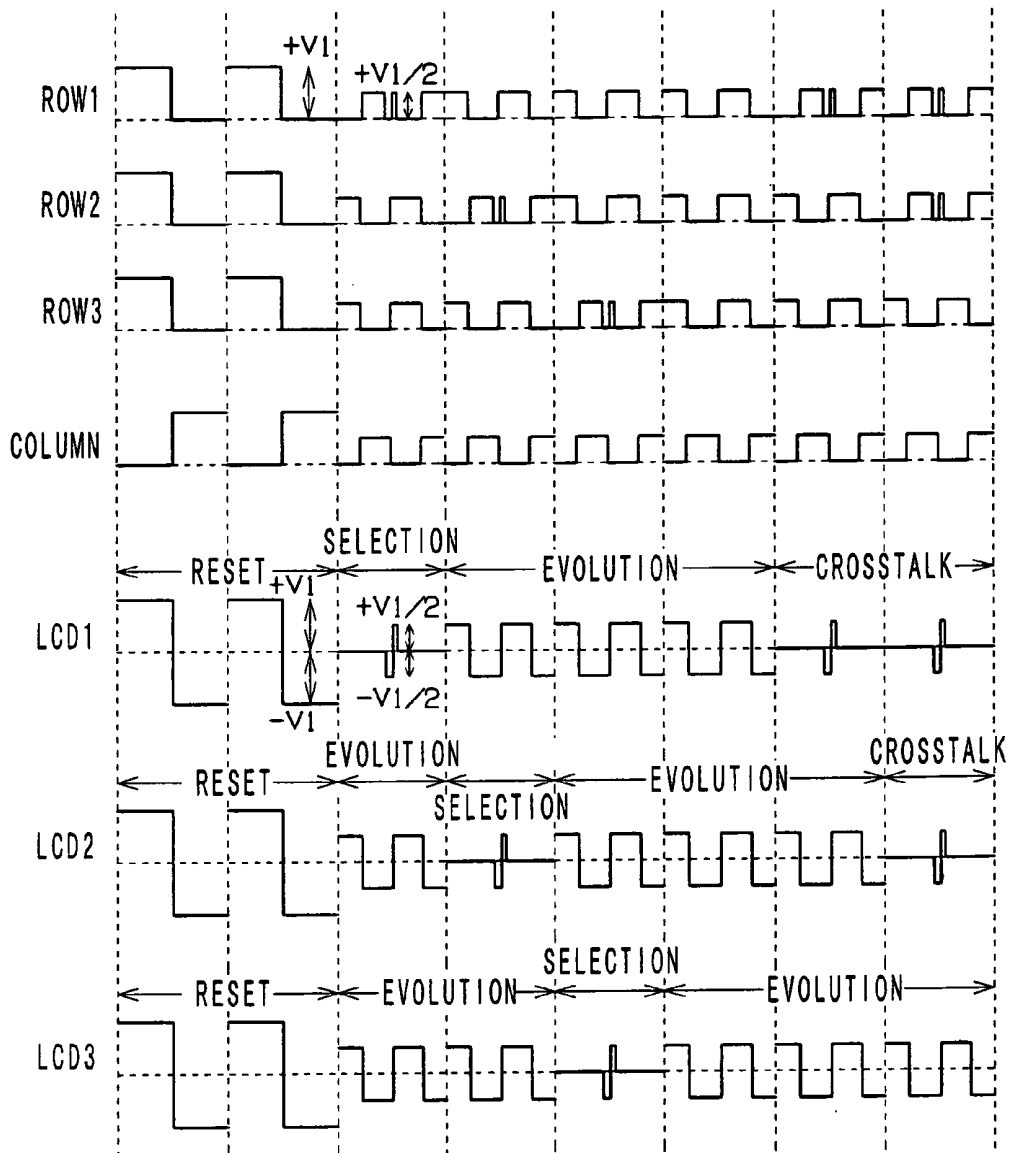 +V1
ROW1
+V1/2
ROW2
ROW3
COLUMN
SELECTION
RESET
EVOLUTION
CROSSTALK
+V1
+V1/2
LCD1
-V1/2
-V1
EVOLUTION
CROSSTALK
RESET
EVOLUTION
SELECTION
LCD2
SELECTION
RESET
EVOLUTION
EVOLUTION
LCD3